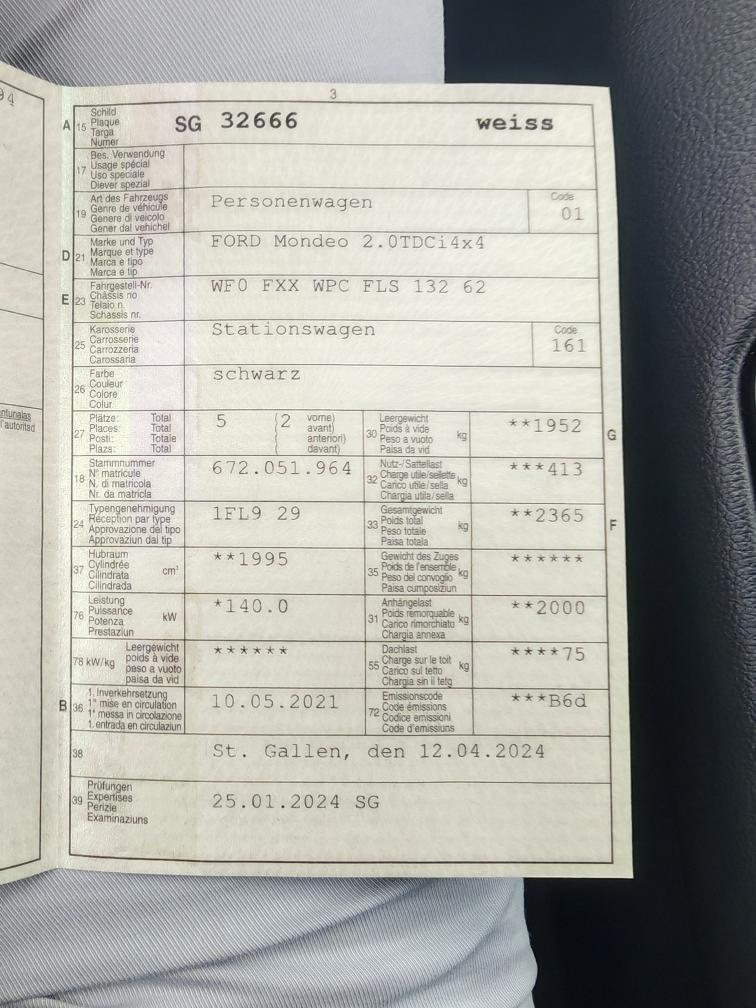 3
A 15 Schild Plaque Targa Numer SG 32666 weiss
17 Bes. Verwendung Usage spécial Uso speciale Diever spezial
19 Art des Fahrzeugs Genre de véhicule Genere di veicolo Gener dal vehichel Personenwagen Code 01
D 21 Marke und Typ Marque et type Marca e tipo Marca e tip FORD Mondeo 2.0TDCi4x4
E 23 Fahrgestell-Nr. Châssis no Telaio n. Schassis nr. WF0 FXX WPC FLS 132 62
25 Karosserie Carrosserie Carrozzeria Carossaria Stationswagen Code 161
26 Farbe Couleur Colore Colur schwarz
27 Plätze: Total Places: Total Posti: Totale Plazs: Total 5 (2 vorne) avant) anteriori) davant) 30 Leergewicht Poids à vide Peso a vuoto Paisa da vid kg **1952 G
18 Stammnummer N° matricule N. di matricola Nr. da matricla 672.051.964 32 Nutz-/Sattellast Charge utile/sellette Carico utile/sella Chargia utila/sella kg ***413
24 Typengenehmigung Réception par type Approvazione del tipo Approvaziun dal tip 1FL9 29 33 Gesamtgewicht Poids total Peso totale Paisa totala kg **2365 F
37 Hubraum Cylindrée Cilindrata Cilindrada cm³ **1995 35 Gewicht des Zuges Poids de l'ensemble Peso del convoglio Paisa cumposiziun kg ******
76 Leistung Puissance Potenza Prestaziun kW *140.0 31 Anhängelast Poids remorquable Carico rimorchiato Chargia annexa kg **2000
78 kW/kg Leergewicht poids à vide peso a vuoto paisa da vid ****** 55 Dachlast Charge sur le toit Carico sul tetto Chargia sin il tetg kg ****75
B 36 1. Inverkehrsetzung 1re mise en circulation 1a messa in circolazione 1. entrada en circulaziun 10.05.2021 72 Emissionscode Code émissions Codice emissioni Code d'emissiuns ***B6d
38 St. Gallen, den 12.04.2024
39 Prüfungen Expertises Perizie Examinaziuns 25.01.2024 SG